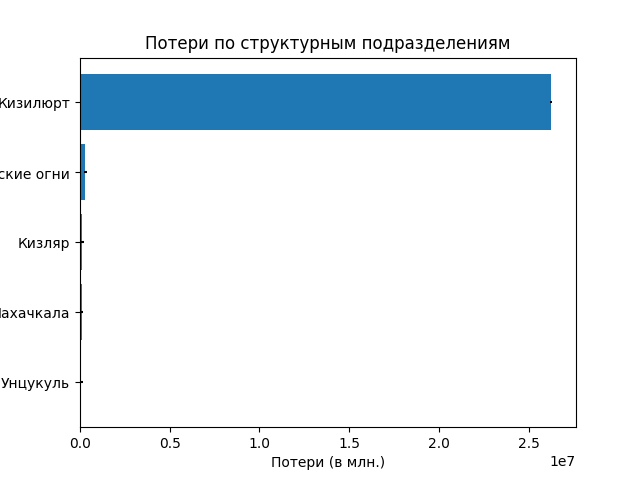 Потери по структурным подразделениям
Кизилюрт
ские огни
Кизляр
ахачкала
Унцукуль
0.0 0.5 1.0 1.5 2.0 2.5
1e7
Потери (в млн.)